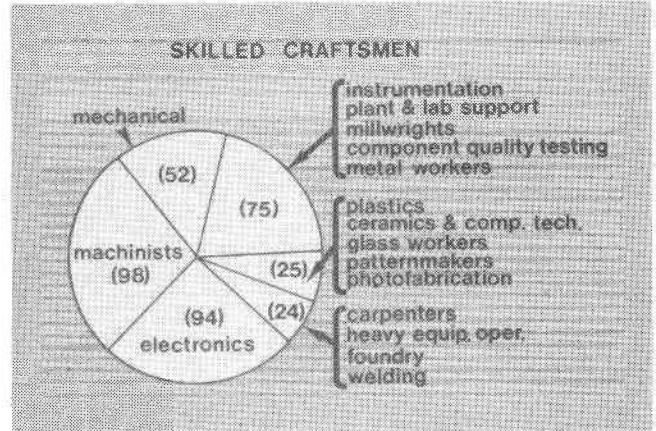 SKILLED CRAFTSMEN
mechanical
(52)
(75)
instrumentation
plant & lab support
millwrights
component quality testing
metal workers
machinists
(98)
(25)
plastics
ceramics & comp. tech.
glass workers
patternmakers
photofabrication
(94)
electronics
(24)
carpenters
heavy equip. oper.
foundry
welding